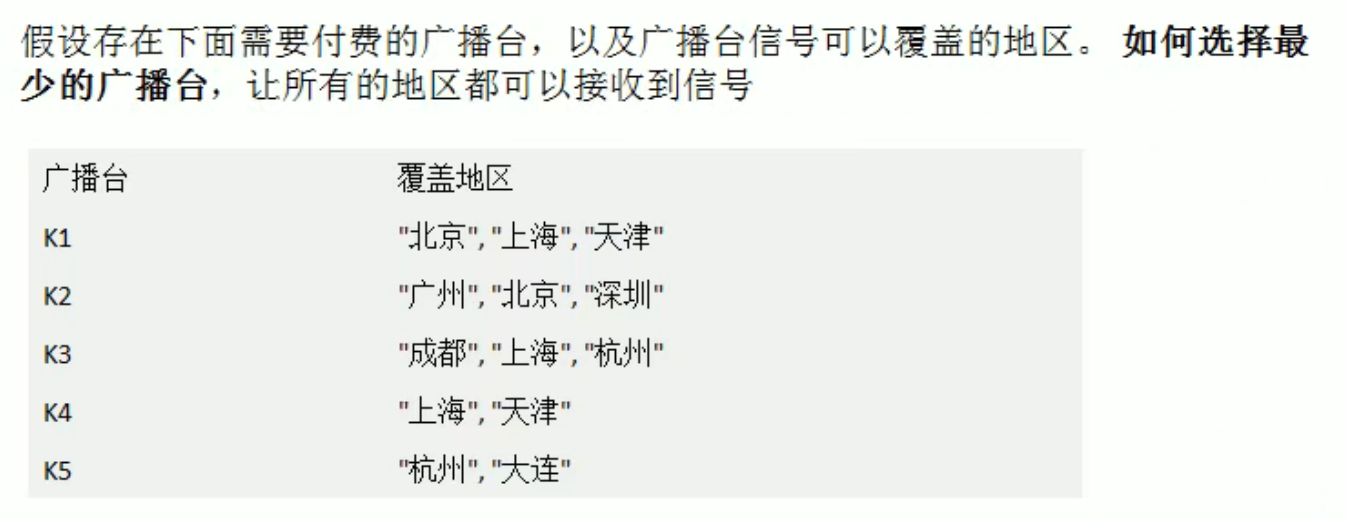 假设存在下面需要付费的广播台，以及广播台信号可以覆盖的地区。 如何选择最
少的广播台，让所有的地区都可以接收到信号
广播台 覆盖地区
K1 "北京","上海","天津"
K2 "广州","北京","深圳"
K3 "成都","上海","杭州"
K4 "上海","天津"
K5 "杭州","大连"